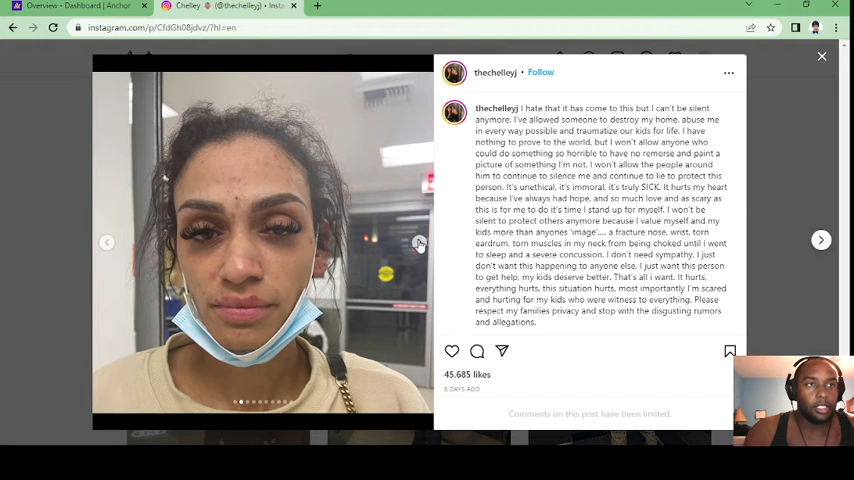 Overview - Dashboard | Anchor
Chelley (@thechelleyj) • Insta
instagram.com/p/CfdGh08jdvz/?hl=en
thechelleyj • Follow
thechelleyj I hate that it has come to this but I can't be silent
anymore. I've allowed someone to destroy my home, abuse me
in every way possible and traumatize our kids for life. I have
nothing to prove to the world, but I won't allow anyone who
could do something so horrible to have no remorse and paint a
picture of something I'm not. I won't allow the people around
him to continue to silence me and continue to lie to protect this
person. It's unethical, it's immoral, it's truly SICK. It hurts my heart
because I've always had hope, and so much love and as scary as
this is for me to do it's time I stand up for myself. I won't be
silent to protect others anymore because I value myself and my
kids more than anyones 'image'.... a fracture nose, wrist, torn
eardrum, torn muscles in my neck from being choked until i went
to sleep and a severe concussion. I don't need sympathy, I just
don't want this happening to anyone else, I just want this person
to get help, my kids deserve better. That's all i want. It hurts,
everything hurts, this situation hurts, most importantly I'm scared
and hurting for my kids who were witness to everything. Please
respect my families privacy and stop with the disgusting rumors
and allegations.
45,685 likes
6 DAYS AGO
Comments on this post have been limited.